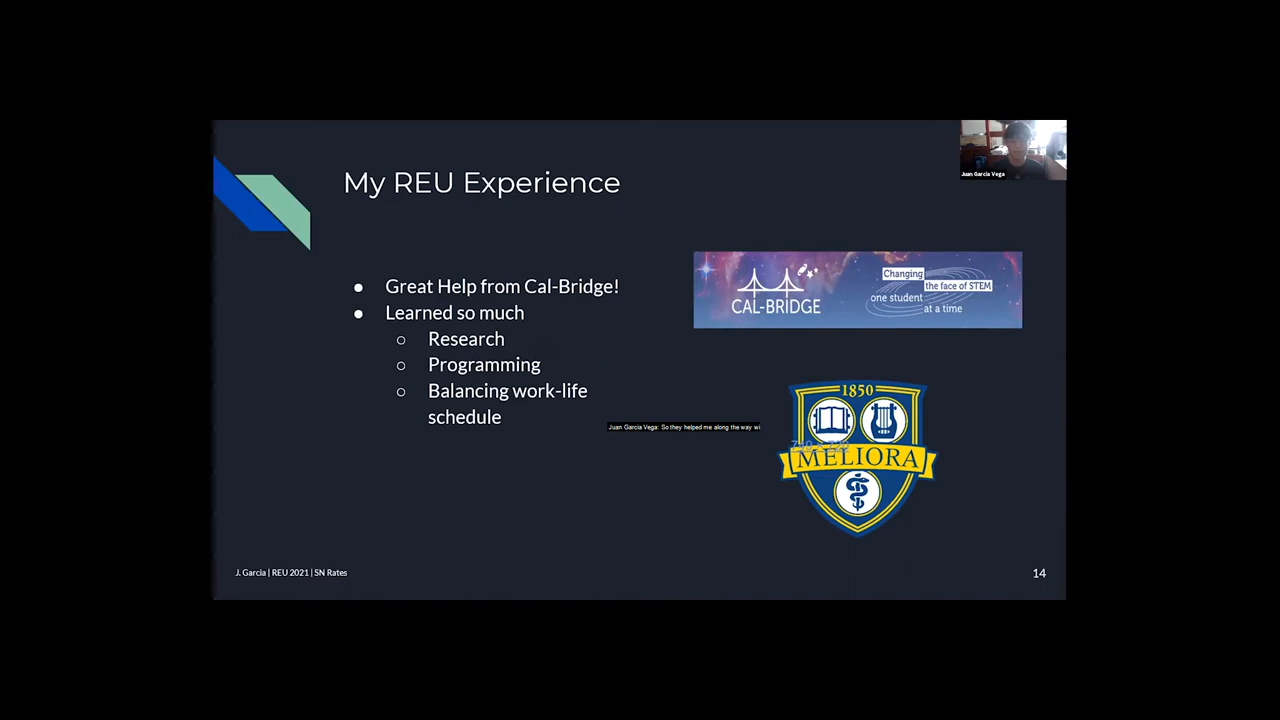 Juan Garcia Vega
My REU Experience
● Great Help from Cal-Bridge!
● Learned so much
○ Research
○ Programming
○ Balancing work-life
schedule
CAL-BRIDGE
Changing
the face of STEM
one student
at a time
Juan Garcia Vega: So they helped me along the way wi
1850
MELIORA
J. Garcia | REU 2021 | SN Rates
14